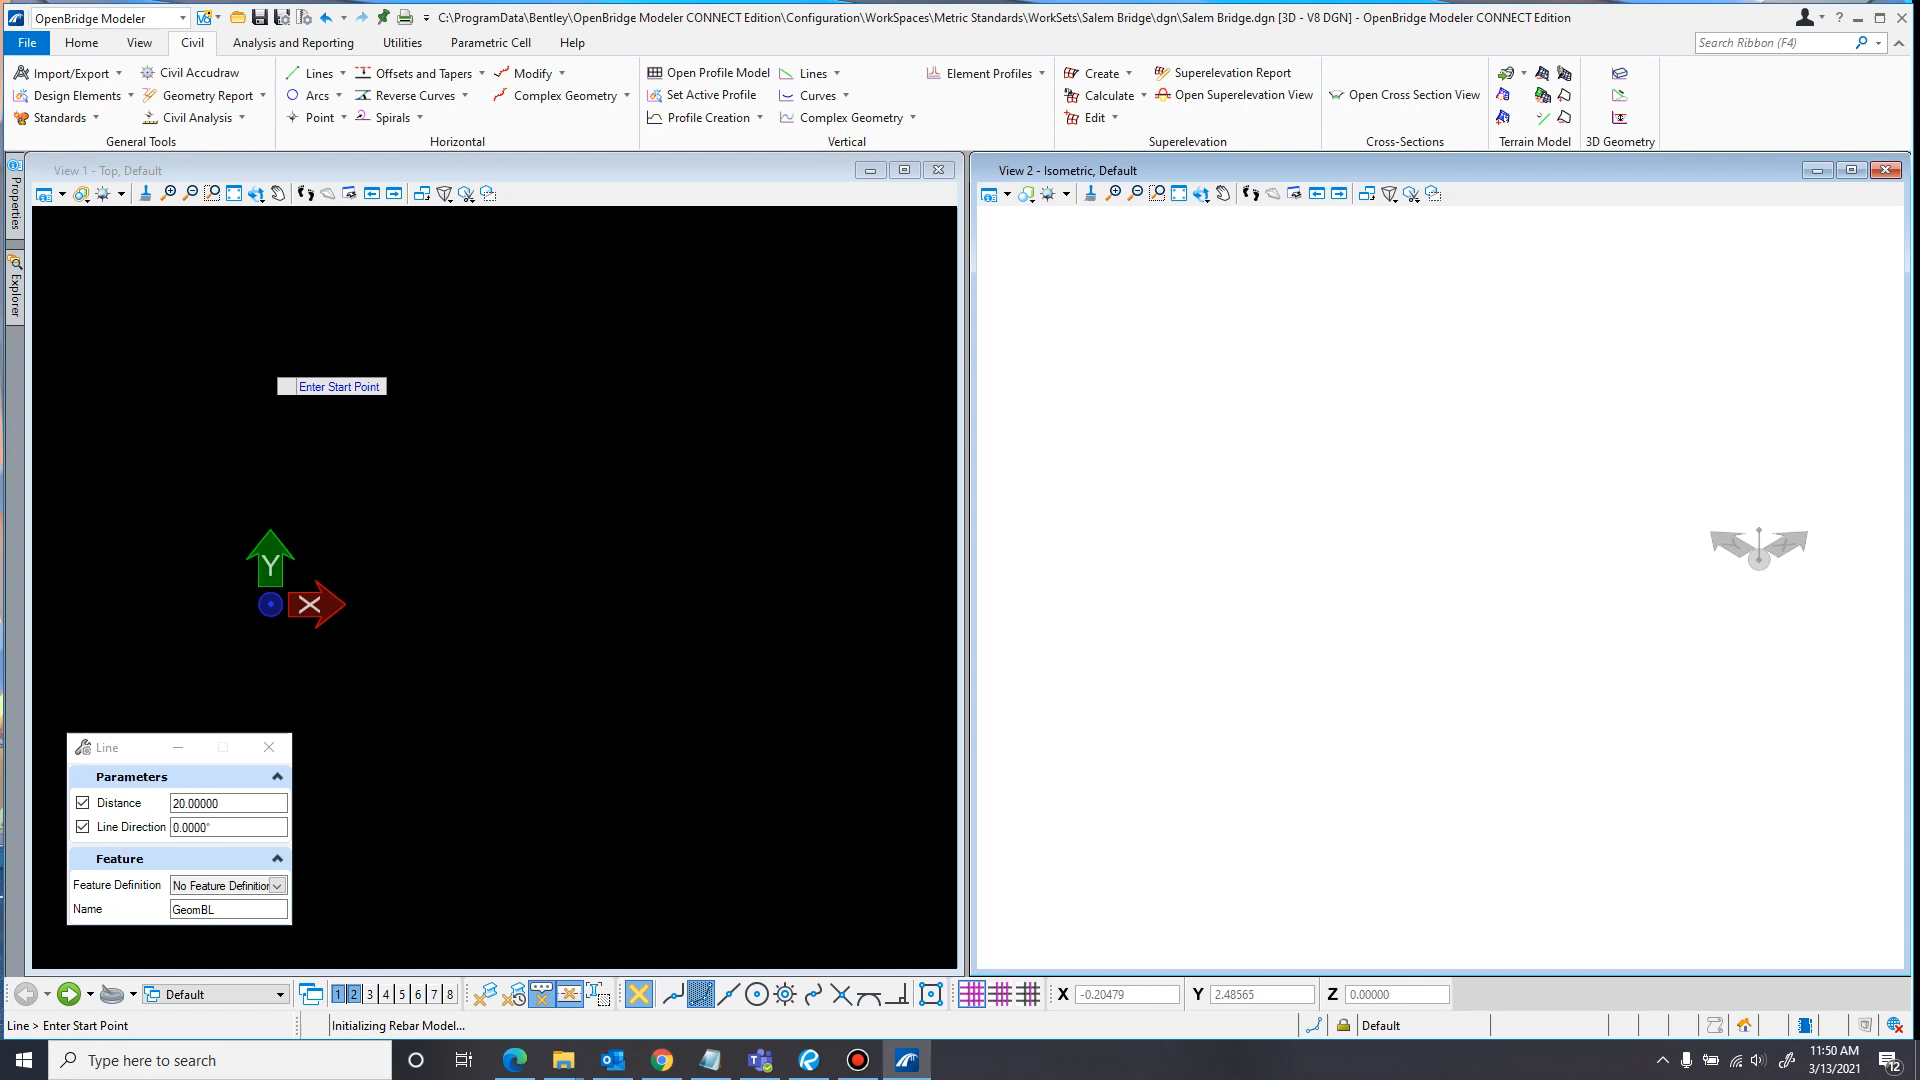 OpenBridge Modeler
C:\ProgramData\Bentley\OpenBridge Modeler CONNECT Edition\Configuration\WorkSpaces\Metric Standards\WorkSets\Salem Bridge\dgn\Salem Bridge.dgn [3D - V8 DGN] - OpenBridge Modeler CONNECT Edition
File Home View Civil Analysis and Reporting Utilities Parametric Cell Help
Search Ribbon (F4)
Import/Export Civil Accudraw Lines Offsets and Tapers Modify Open Profile Model Lines Element Profiles Create Superelevation Report
Design Elements Geometry Report Arcs Reverse Curves Complex Geometry Set Active Profile Curves Calculate Open Superelevation View Open Cross Section View
Standards Civil Analysis Point Spirals Profile Creation Complex Geometry Edit
General Tools Horizontal Vertical Superelevation Cross-Sections Terrain Model 3D Geometry
View 1 - Top, Default
View 2 - Isometric, Default
Properties
Explorer
Enter Start Point
Y
X
Y X
Line
Parameters
Distance 20.00000
Line Direction 0.0000°
Feature
Feature Definition No Feature Definition
Name GeomBL
Default 1 2 3 4 5 6 7 8 X -0.20479 Y 2.48565 Z 0.00000
Line > Enter Start Point Initializing Rebar Model... Default
Type here to search
11:50 AM
3/13/2021
12